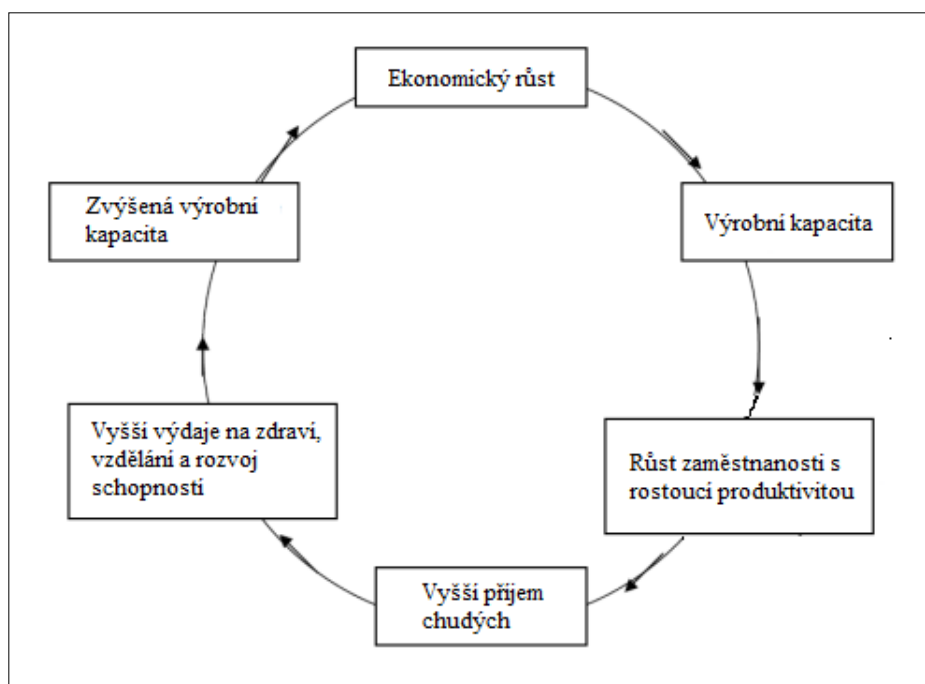 Ekonomický růst
Výrobní kapacita
Růst zaměstnanosti s
rostoucí produktivitou
Vyšší příjem
chudých
Vyšší výdaje na zdraví,
vzdělání a rozvoj
schopností
Zvýšená výrobní
kapacita